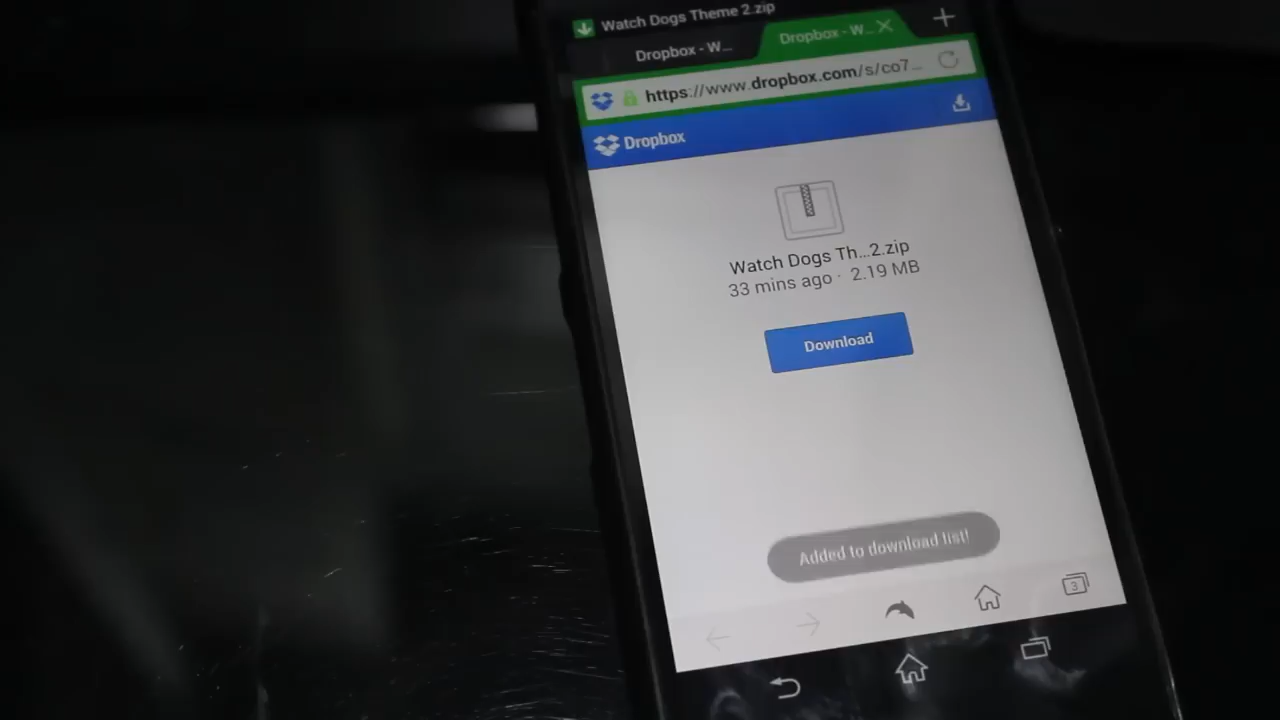 Watch Dogs Theme 2.zip
Dropbox - W...
Dropbox - W...
https://www.dropbox.com/s/co7...
Dropbox
Watch Dogs Th...2.zip
33 mins ago · 2.19 MB
Download
Added to download list!
3